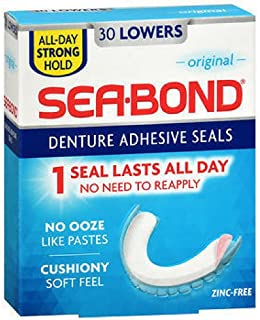 ALL-DAY
STRONG
HOLD
30 LOWERS
original
SEA·BOND®
DENTURE ADHESIVE SEALS
1 SEAL LASTS ALL DAY
NO NEED TO REAPPLY
NO OOZE
LIKE PASTES
CUSHIONY
SOFT FEEL
ZINC-FREE